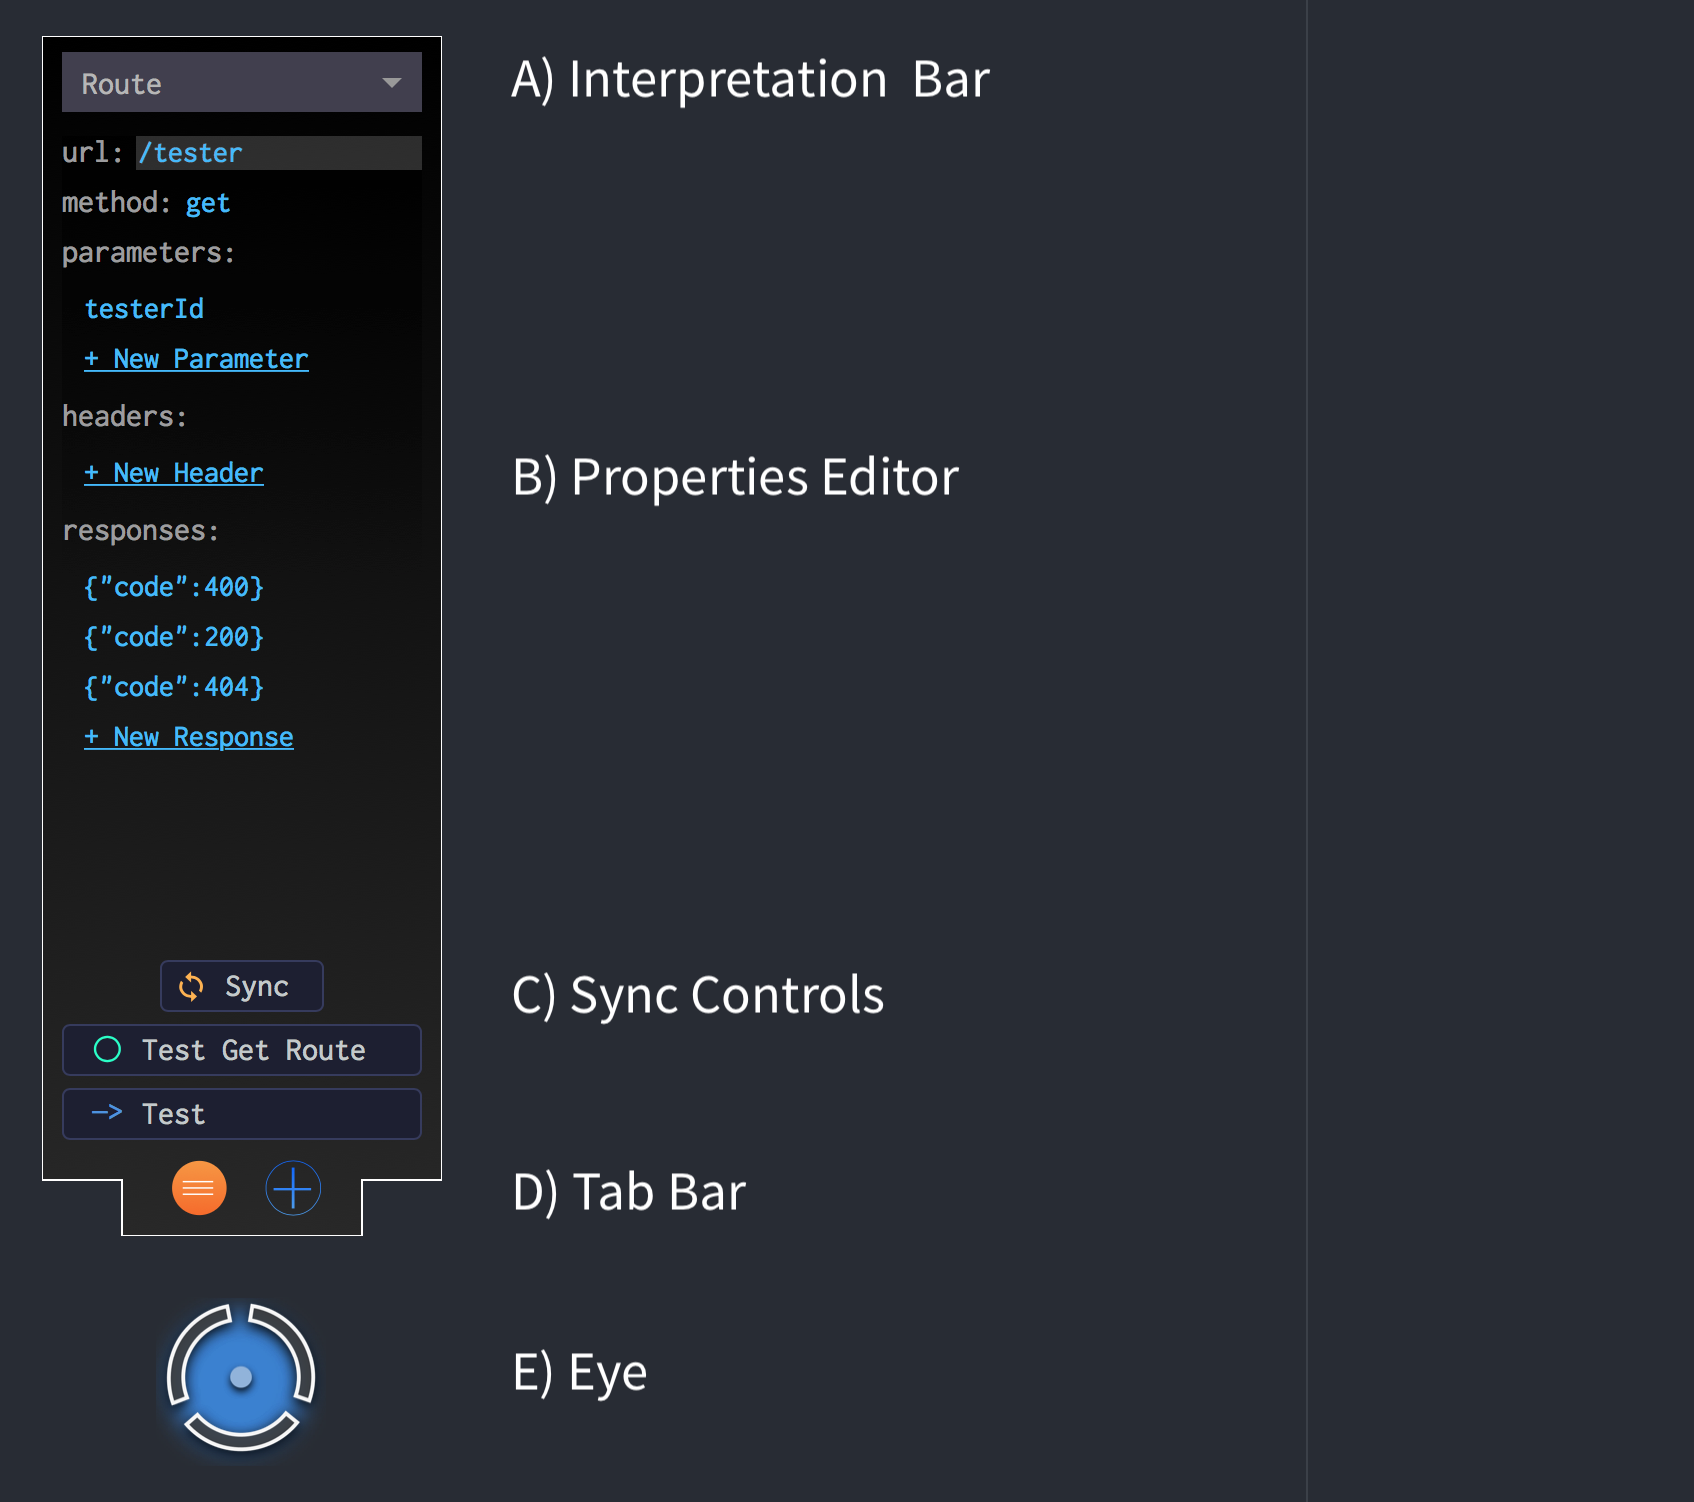 Route
A) Interpretation Bar
url: /tester
method: get
parameters:
testerId
+ New Parameter
headers:
+ New Header
B) Properties Editor
responses:
{"code":400}
{"code":200}
{"code":404}
+ New Response
Sync
C) Sync Controls
Test Get Route
—> Test
D) Tab Bar
E) Eye